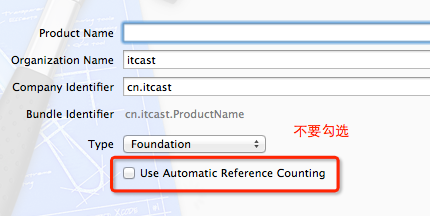 Product Name
Organization Name itcast
Company Identifier cn.itcast
Bundle Identifier cn.itcast.ProductName
不要勾选
Type Foundation
Use Automatic Reference Counting